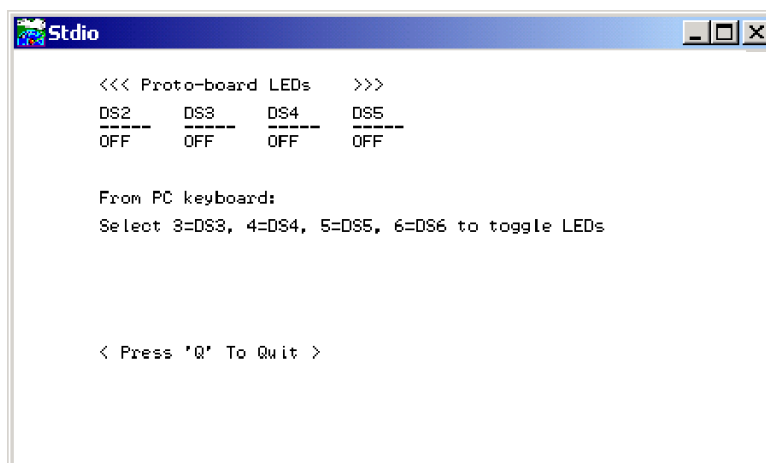 Stdio
<<< Proto-board LEDs >>>
DS2 DS3 DS4 DS5
----- ----- ----- -----
OFF OFF OFF OFF
From PC keyboard:
Select 3=DS3, 4=DS4, 5=DS5, 6=DS6 to toggle LEDs
< Press 'Q' To Quit >